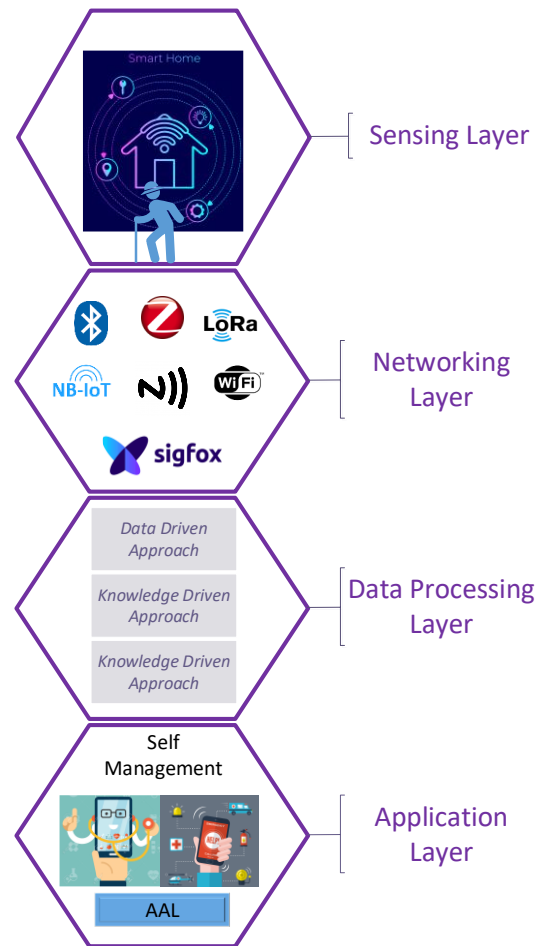 Smart Home
Sensing Layer
LoRa
NB-IoT
WiFi
Networking
Layer
sigfox
Data Driven
Approach
Knowledge Driven
Approach
Knowledge Driven
Approach
Data Processing
Layer
Self
Management
HELP
AAL
Application
Layer